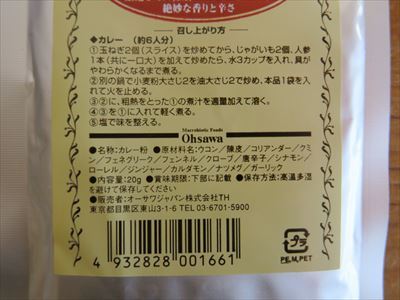 絶妙な香りと辛さ
召し上がり方
◆カレー (約6人分)
①玉ねぎ2個(スライス)を炒めてから、じゃがいも2個、人参
1本(共に一口大)を加えて炒めたら、水3カップを入れ、具が
やわらかくなるまで煮る。
②別の鍋で小麦粉大さじ2を油大さじ2で炒め、本品1袋を入
れて火を止める。
③②に、粗熱をとった①の煮汁を適量加えて溶く。
④③を①に入れて軽く煮る。
⑤塩で味を整える。
Macrobiotic Foods
Ohsawa
●名称:カレー粉 ●原材料名:ウコン/陳皮/コリアンダー/クミ
ン/フェネグリーク/フェンネル/クローブ/唐辛子/シナモン/
ローレル/ジンジャー/カルダモン/ナツメグ/ガーリック
●内容量:20g ●賞味期限:下部に記載 ●保存方法:高温多湿
を避けて保存してください
●販売者:オーサワジャパン株式会社TH
東京都目黒区東山3-1-6 TEL 03-6701-5900
4 932828 001661
プラ
PE,M,PET